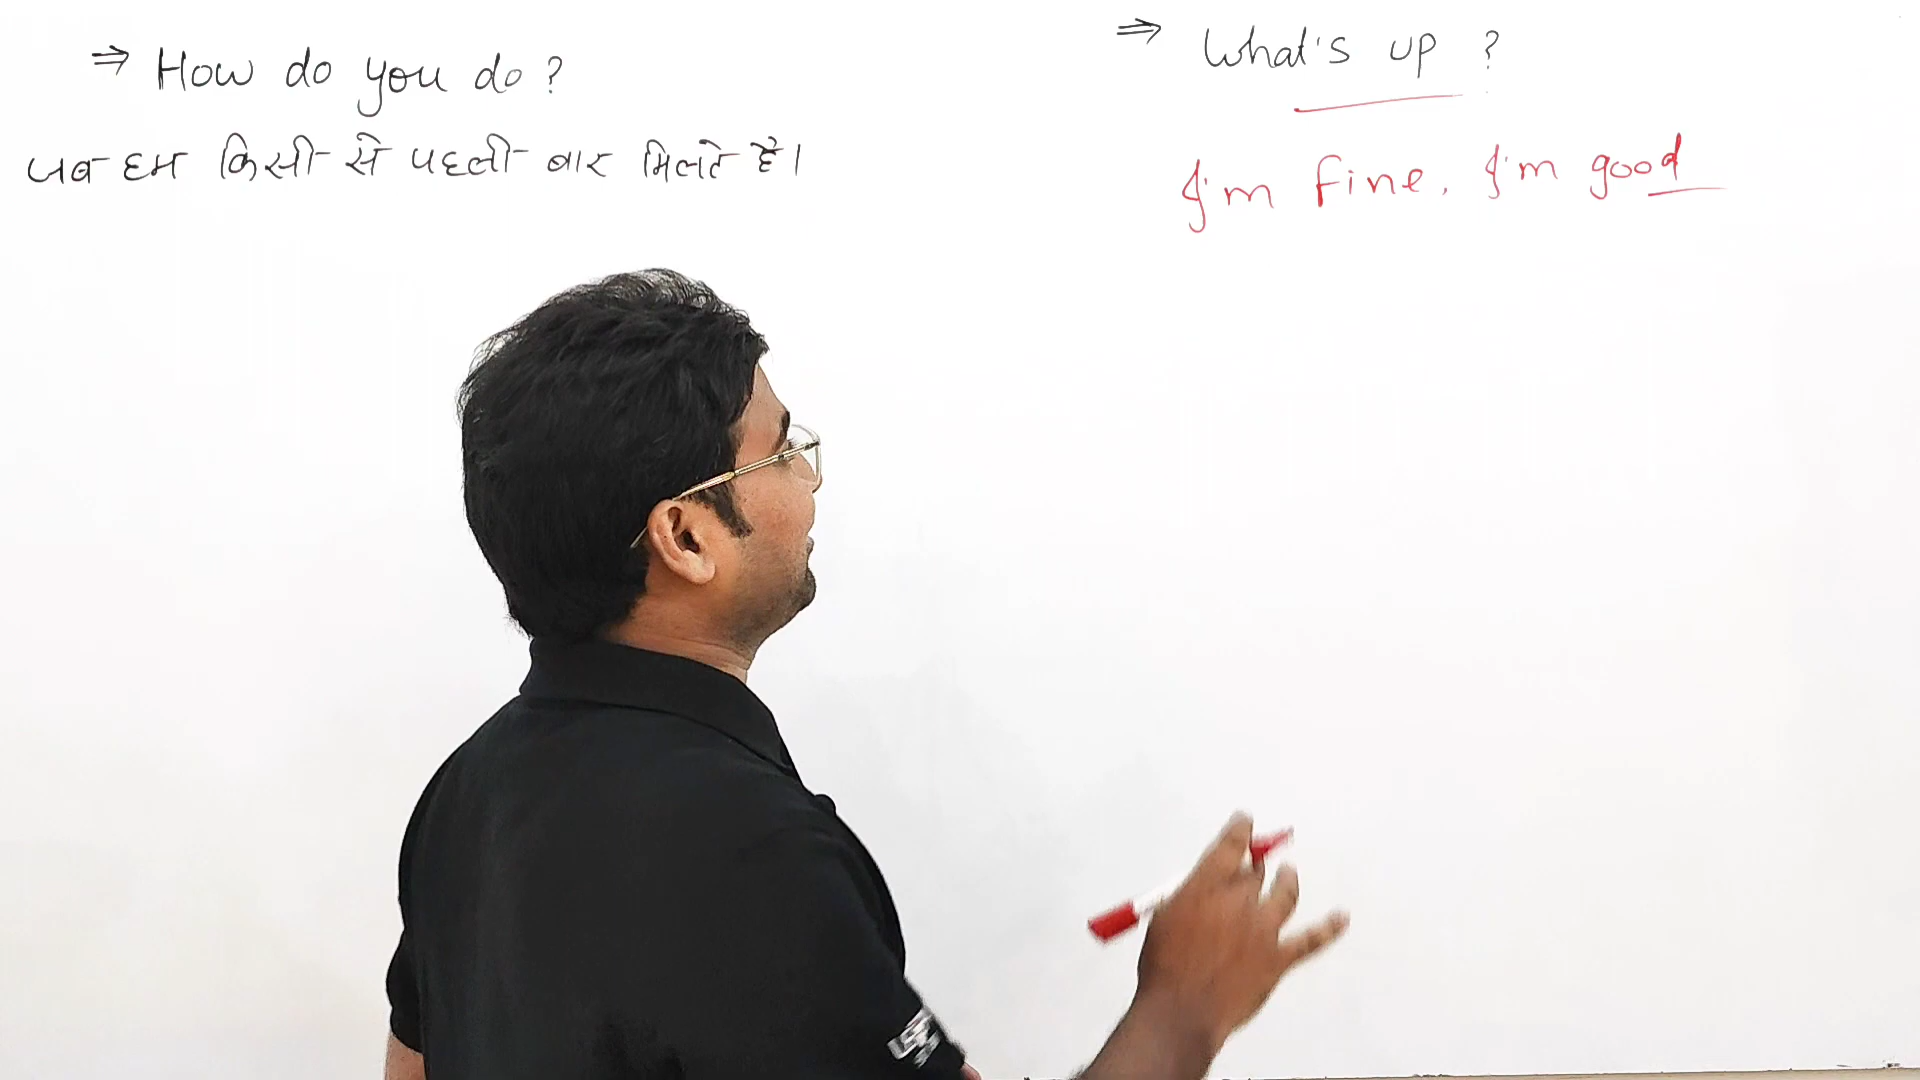 ⇒ How do you do?
जब हम किसी से पहली बार मिलते है।
⇒ What's up ?
I'm fine. I'm good